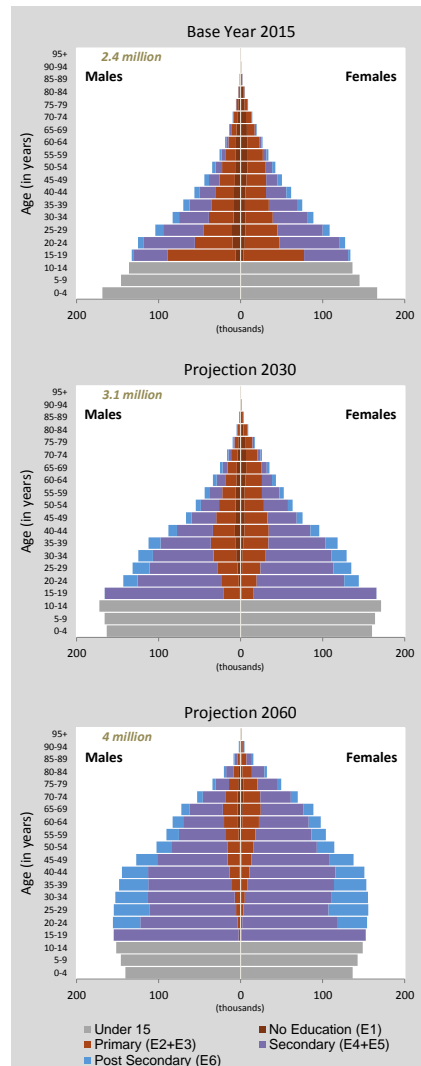 Base Year 2015
2.4 million
Males
Females
Age (in years)
95+
90-94
85-89
80-84
75-79
70-74
65-69
60-64
55-59
50-54
45-49
40-44
35-39
30-34
25-29
20-24
15-19
10-14
5-9
0-4
200 100 0 100 200
(thousands)
Projection 2030
3.1 million
Males
Females
Age (in years)
95+
90-94
85-89
80-84
75-79
70-74
65-69
60-64
55-59
50-54
45-49
40-44
35-39
30-34
25-29
20-24
15-19
10-14
5-9
0-4
200 100 0 100 200
(thousands)
Projection 2060
4 million
Males
Females
Age (in years)
95+
90-94
85-89
80-84
75-79
70-74
65-69
60-64
55-59
50-54
45-49
40-44
35-39
30-34
25-29
20-24
15-19
10-14
5-9
0-4
200 100 0 100 200
(thousands)
Under 15 No Education (E1)
Primary (E2+E3) Secondary (E4+E5)
Post Secondary (E6)